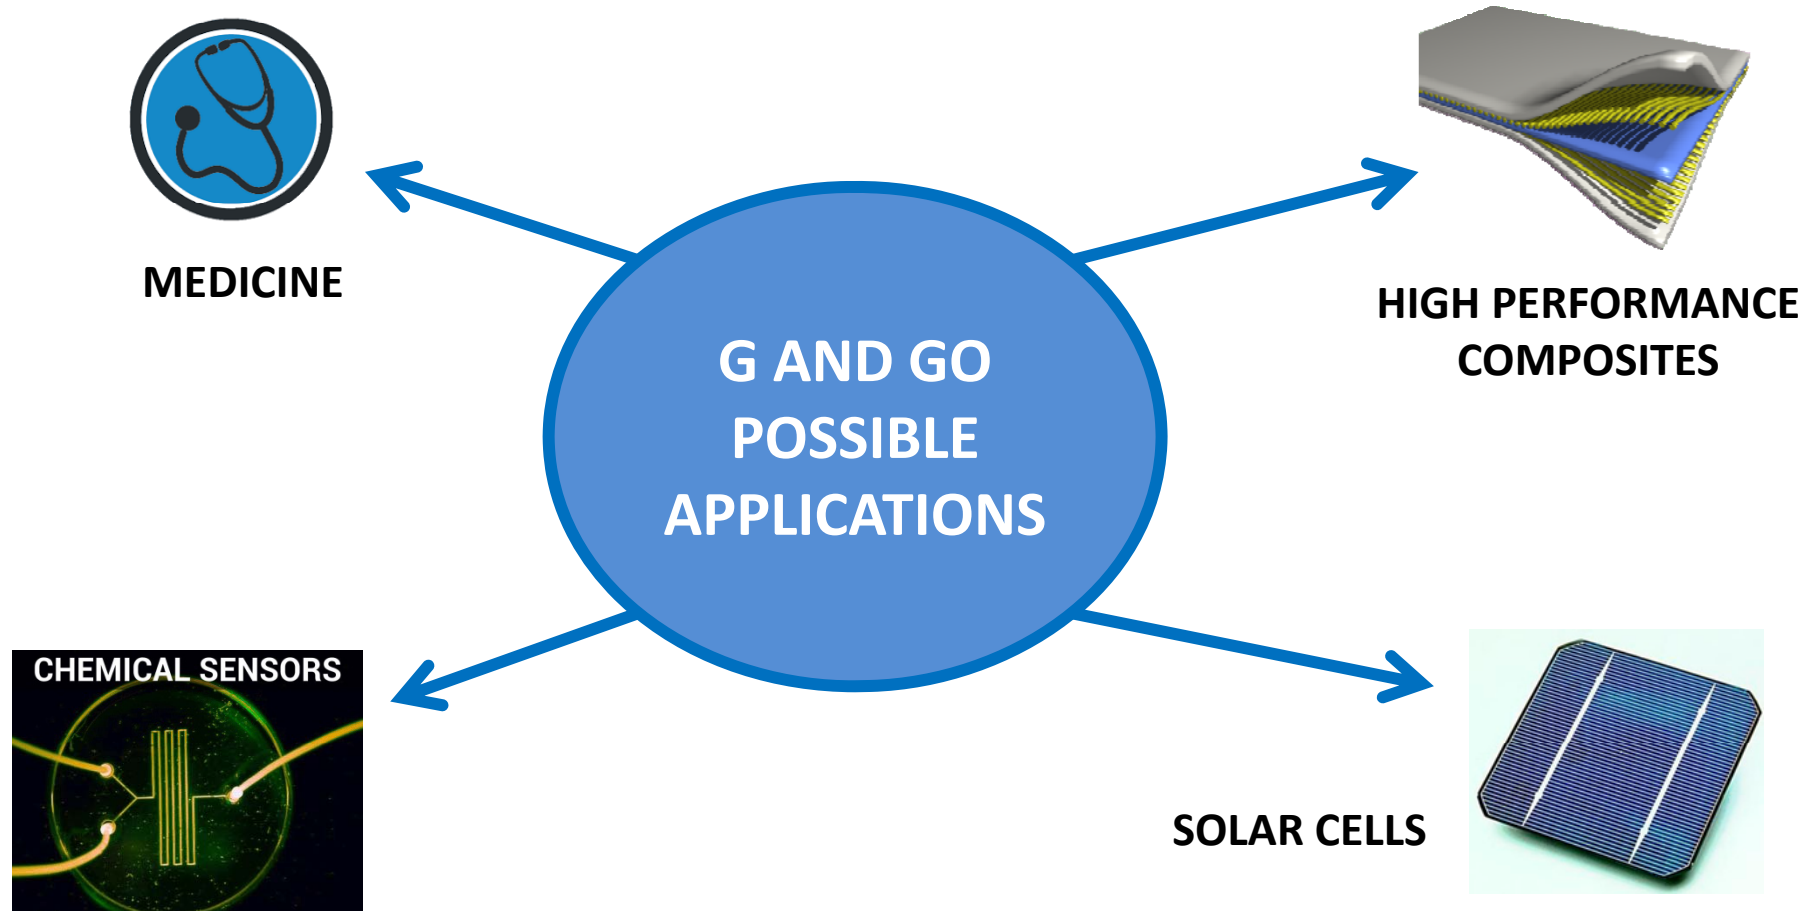 MEDICINE
HIGH PERFORMANCE
COMPOSITES
G AND GO
POSSIBLE
APPLICATIONS
CHEMICAL SENSORS
SOLAR CELLS